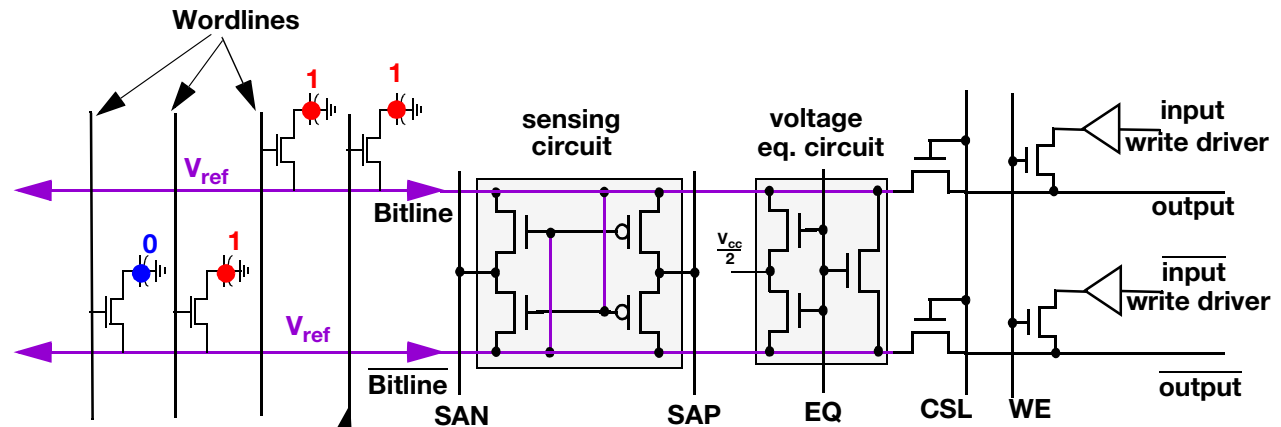 Wordlines
1
1
sensing
circuit
voltage
eq. circuit
input
write driver
Vref
Bitline
output
0
1
Vcc
2
input
write driver
Vref
Bitline
output
SAN
SAP
EQ
CSL
WE